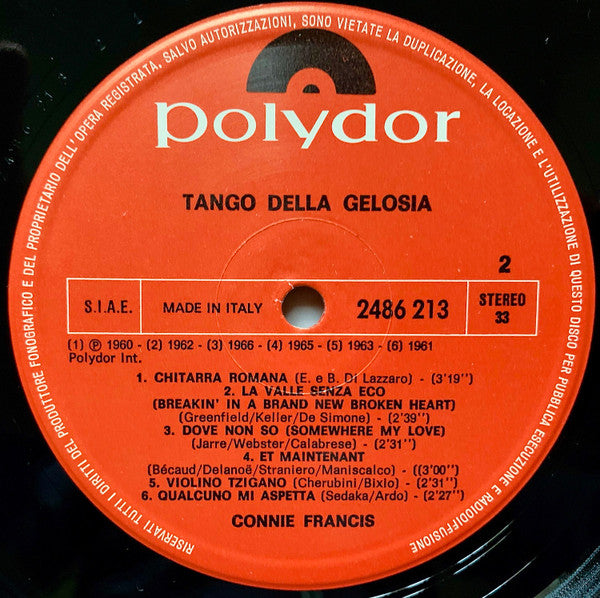 RISERVATI TUTTI I DIRITTI DEL PRODUTTORE FONOGRAFICO E DEL PROPRIETARIO DELL'OPERA REGISTRATA, SALVO AUTORIZZAZIONI, SONO VIETATE LA DUPLICAZIONE, LA LOCAZIONE E L'UTILIZZAZIONE DI QUESTO DISCO PER PUBBLICA ESECUZIONE E RADIODIFFUSIONE
polydor
TANGO DELLA GELOSIA
2
S.I.A.E. MADE IN ITALY 2486 213 STEREO
33
(1) Ⓟ 1960 - (2) 1962 - (3) 1966 - (4) 1965 - (5) 1963 - (6) 1961
Polydor Int.
1. CHITARRA ROMANA (E. e B. Di Lazzaro) - (3'19'')
2. LA VALLE SENZA ECO
(BREAKIN' IN A BRAND NEW BROKEN HEART)
(Greenfield/Keller/De Simone) - (2'39'')
3. DOVE NON SO (SOMEWHERE MY LOVE)
(Jarre/Webster/Calabrese) - (2'31'')
4. ET MAINTENANT
(Bécaud/Delanoë/Straniero/Maniscalco) - ((3'00'')
5. VIOLINO TZIGANO (Cherubini/Bixlo) - (2'31'')
6. QUALCUNO MI ASPETTA (Sedaka/Ardo) - (2'27'')
CONNIE FRANCIS